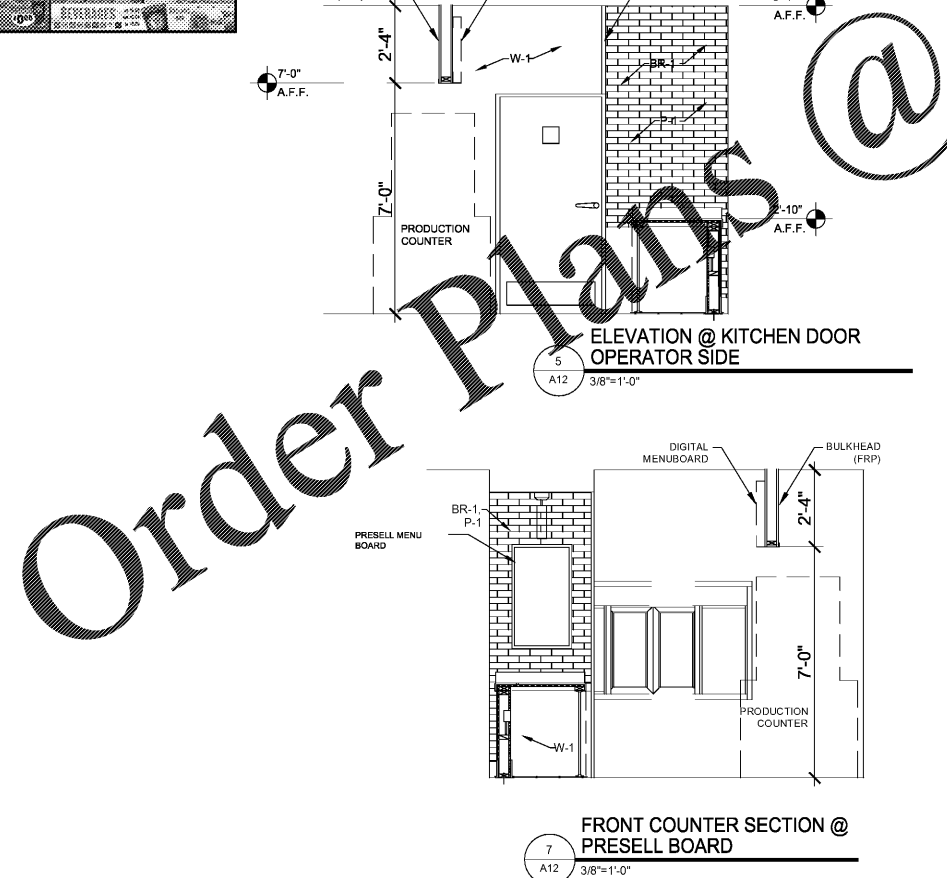 BEVERAGES
2'-4"
A.F.F.
W-1
BR-1
7'-0"
A.F.F.
7'-0"
PRODUCTION
COUNTER
2'-10"
A.F.F.
ELEVATION @ KITCHEN DOOR
OPERATOR SIDE
5
A12
3/8"=1'-0"
Order Plans @
DIGITAL
MENUBOARD
BULKHEAD
(FRP)
2'-4"
BR-1,
P-1
PRESELL MENU
BOARD
7'-0"
PRODUCTION
COUNTER
W-1
FRONT COUNTER SECTION @
PRESELL BOARD
7
A12
3/8"=1'-0"